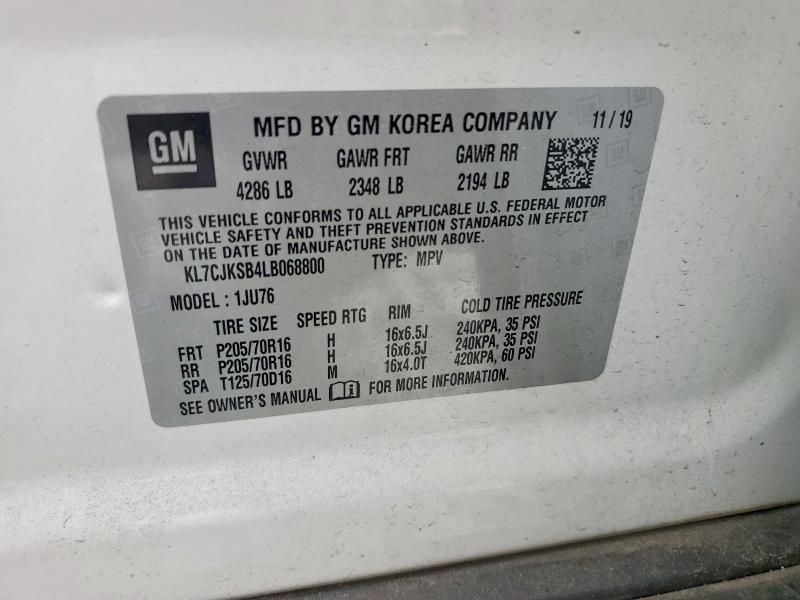 GM
MFD BY GM KOREA COMPANY 11 / 19
GVWR GAWR FRT GAWR RR
4286 LB 2348 LB 2194 LB
THIS VEHICLE CONFORMS TO ALL APPLICABLE U.S. FEDERAL MOTOR
VEHICLE SAFETY AND THEFT PREVENTION STANDARDS IN EFFECT
ON THE DATE OF MANUFACTURE SHOWN ABOVE.
KL7CJKSB4LB068800 TYPE: MPV
MODEL : 1JU76
TIRE SIZE SPEED RTG RIM COLD TIRE PRESSURE
FRT P205/70R16 H 16x6.5J 240KPA, 35 PSI
RR P205/70R16 H 16x6.5J 240KPA, 35 PSI
SPA T125/70D16 M 16x4.0T 420KPA, 60 PSI
SEE OWNER'S MANUAL FOR MORE INFORMATION.